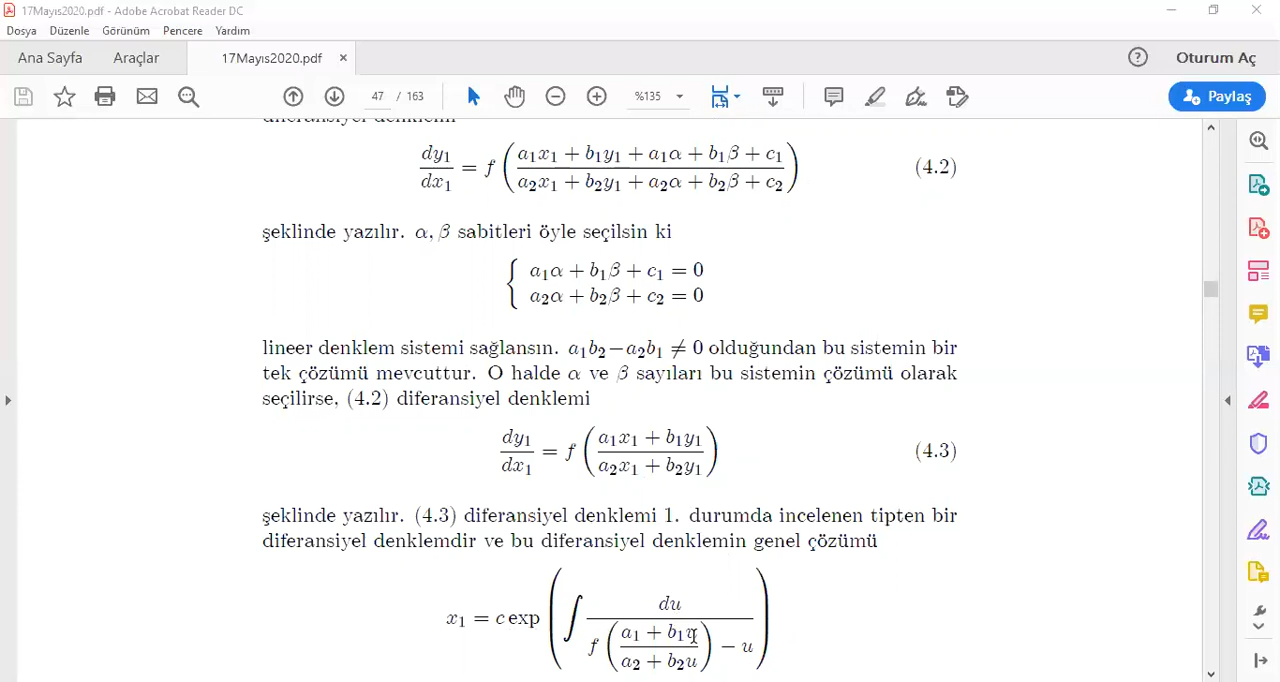 17Mayıs2020.pdf - Adobe Acrobat Reader DC
Dosya Düzenle Görünüm Pencere Yardım
Ana Sayfa Araçlar 17Mayıs2020.pdf × ? Oturum Aç
47 / 163 %135 Paylaş
diferansiyel denklemi
dy₁/dx₁ = f((a₁x₁ + b₁y₁ + a₁α + b₁β + c₁)/(a₂x₁ + b₂y₁ + a₂α + b₂β + c₂)) (4.2)
şeklinde yazılır. α, β sabitleri öyle seçilsin ki
a₁α + b₁β + c₁ = 0
a₂α + b₂β + c₂ = 0
lineer denklem sistemi sağlansın. a₁b₂−a₂b₁ ≠ 0 olduğundan bu sistemin bir
tek çözümü mevcuttur. O halde α ve β sayıları bu sistemin çözümü olarak
seçilirse, (4.2) diferansiyel denklemi
dy₁/dx₁ = f((a₁x₁ + b₁y₁)/(a₂x₁ + b₂y₁)) (4.3)
şeklinde yazılır. (4.3) diferansiyel denklemi 1. durumda incelenen tipten bir
diferansiyel denklemdir ve bu diferansiyel denklemin genel çözümü
x₁ = c exp(∫ du/(f((a₁ + b₁u)/(a₂ + b₂u)) − u))